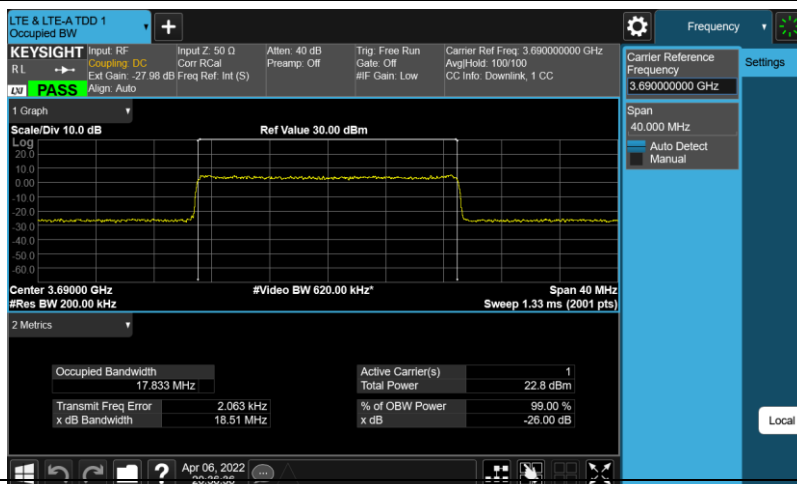 LTE & LTE-A TDD 1
Occupied BW
Frequency
KEYSIGHT
R L
LXI
PASS
Input: RF
Coupling: DC
Ext Gain: -27.98 dB
Align: Auto
Input Z: 50 Ω
Corr RCal
Freq Ref: Int (S)
Atten: 40 dB
Preamp: Off
Trig: Free Run
Gate: Off
#IF Gain: Low
Carrier Ref Freq: 3.690000000 GHz
Avg|Hold: 100/100
CC Info: Downlink, 1 CC
Carrier Reference
Frequency
3.690000000 GHz
Settings
Span
40.000 MHz
Auto Detect
Manual
1 Graph
Scale/Div 10.0 dB
Ref Value 30.00 dBm
Log
20.0
10.0
0.00
-10.0
-20.0
-30.0
-40.0
-50.0
-60.0
Center 3.69000 GHz
#Video BW 620.00 kHz*
Span 40 MHz
#Res BW 200.00 kHz
Sweep 1.33 ms (2001 pts)
2 Metrics
Occupied Bandwidth
17.833 MHz
Active Carrier(s) 1
Total Power 22.8 dBm
Transmit Freq Error 2.063 kHz
x dB Bandwidth 18.51 MHz
% of OBW Power 99.00 %
x dB -26.00 dB
Local
?
Apr 06, 2022